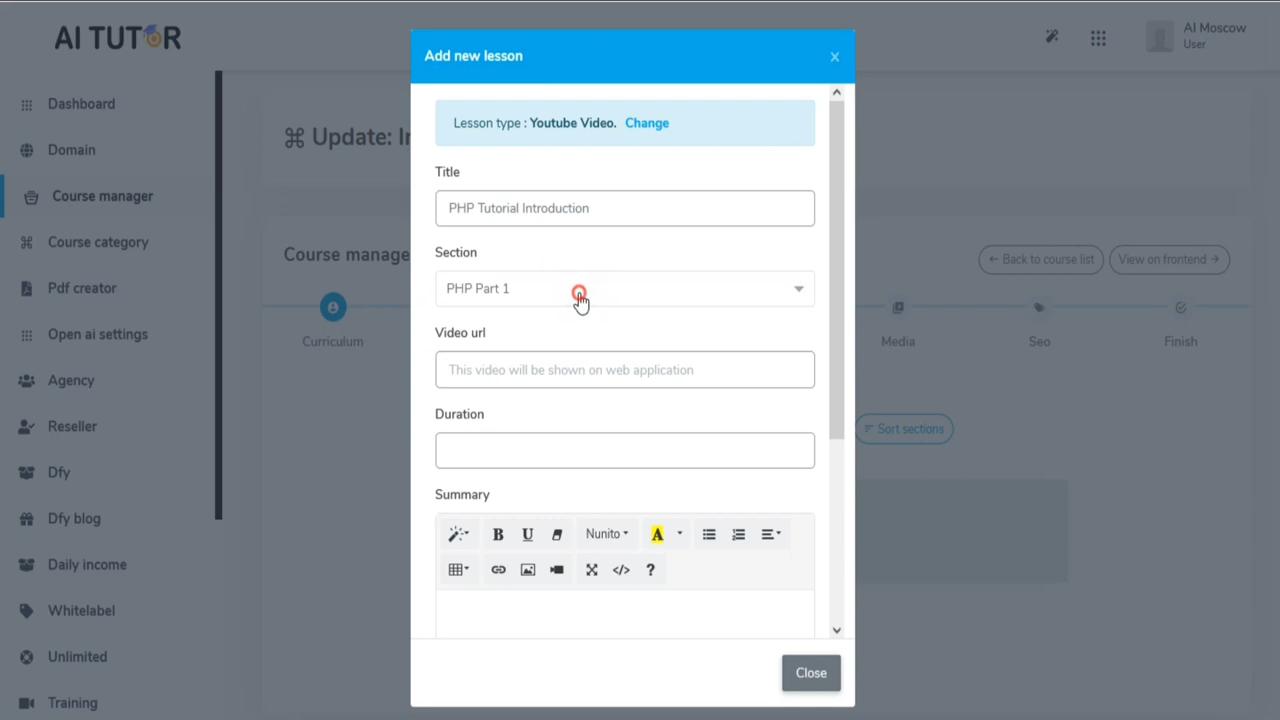 AI TUTOR
AI Moscow
User
Dashboard
Domain
Course manager
Course category
Pdf creator
Open ai settings
Agency
Reseller
Dfy
Dfy blog
Daily income
Whitelabel
Unlimited
Training
⌘ Update:
Course manage
← Back to course list
View on frontend →
Curriculum
Media
Seo
Finish
Sort sections
Add new lesson
x
Lesson type : Youtube Video. Change
Title
PHP Tutorial Introduction
Section
PHP Part 1
Video url
This video will be shown on web application
Duration
Summary
B U Nunito A
</> ?
Close